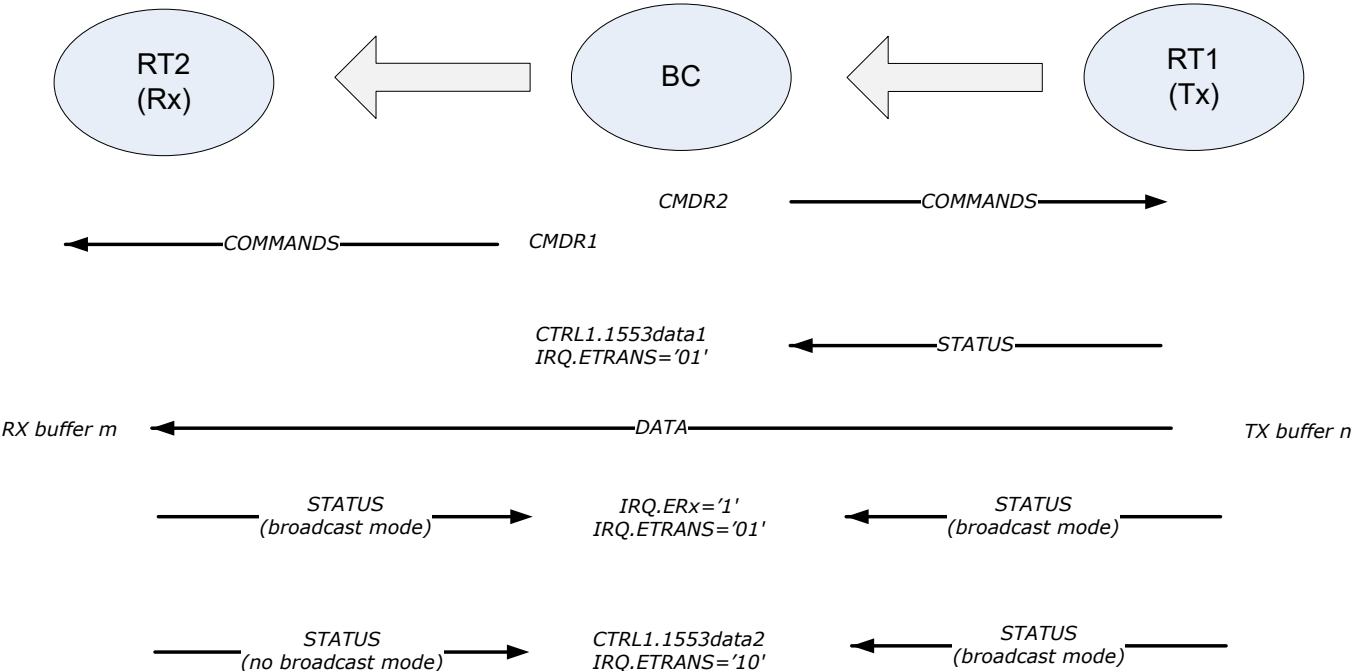 RT2
(Rx)
BC
RT1
(Tx)
CMDR2
COMMANDS
COMMANDS
CMDR1
CTRL1.1553data1
IRQ.ETRANS='01'
STATUS
RX buffer m
DATA
TX buffer n
STATUS
(broadcast mode)
IRQ.ERx='1'
IRQ.ETRANS='01'
STATUS
(broadcast mode)
STATUS
(no broadcast mode)
CTRL1.1553data2
IRQ.ETRANS='10'
STATUS
(broadcast mode)